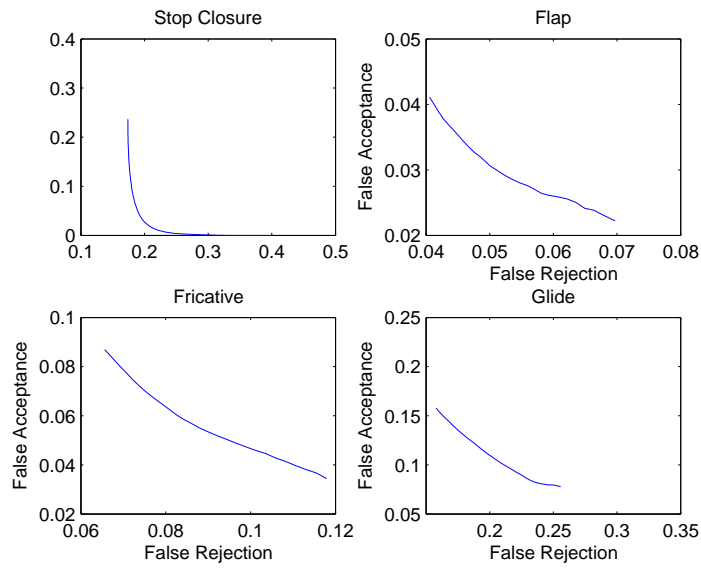 Stop Closure
0.4
0.3
0.2
0.1
0
0.1 0.2 0.3 0.4 0.5
Flap
False Acceptance
0.05
0.04
0.03
0.02
0.04 0.05 0.06 0.07 0.08
False Rejection
Fricative
False Acceptance
0.1
0.08
0.06
0.04
0.02
0.06 0.08 0.1 0.12
False Rejection
Glide
False Acceptance
0.25
0.2
0.15
0.1
0.05
0.2 0.25 0.3 0.35
False Rejection